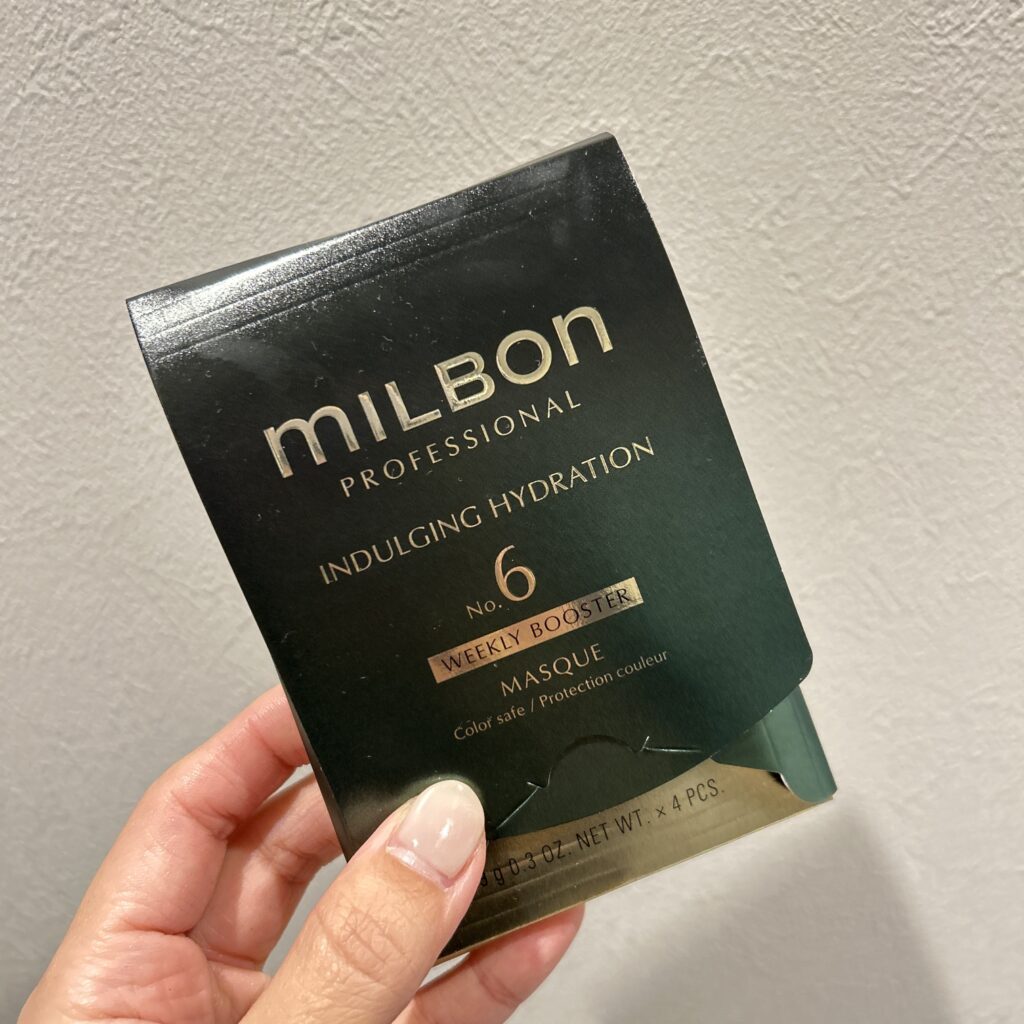 mILBOn
PROFESSIONAL
INDULGING HYDRATION
No.6
WEEKLY BOOSTER
MASQUE
Color safe / Protection couleur
g 0.3 OZ. NET WT. × 4 PCS.